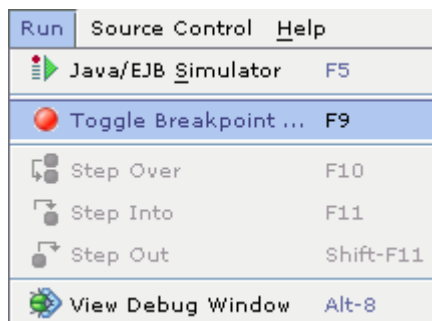 Run Source Control Help
Java/EJB Simulator F5
Toggle Breakpoint ... F9
Step Over F10
Step Into F11
Step Out Shift-F11
View Debug Window Alt-8